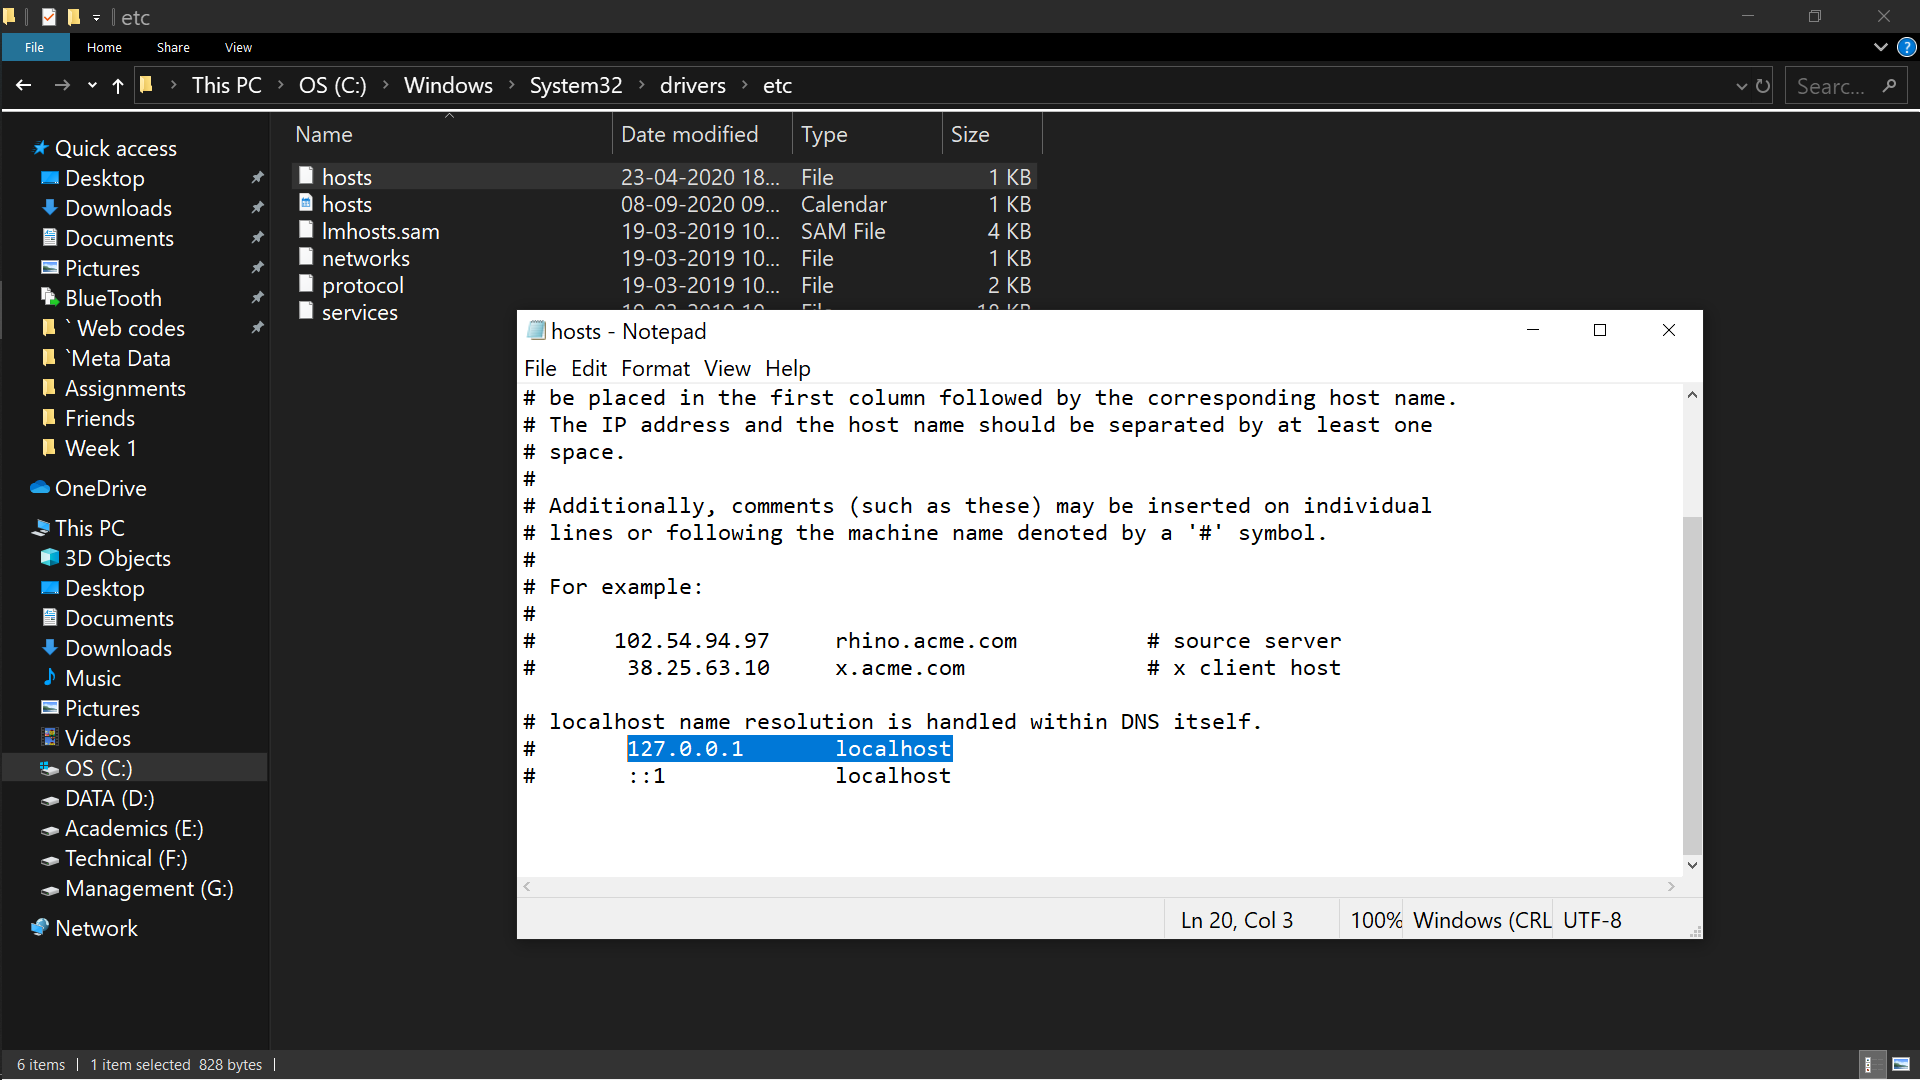 etc
File Home Share View
This PC > OS (C:) > Windows > System32 > drivers > etc
Searc...
Name Date modified Type Size
hosts 23-04-2020 18... File 1 KB
hosts 08-09-2020 09... Calendar 1 KB
lmhosts.sam 19-03-2019 10... SAM File 4 KB
networks 19-03-2019 10... File 1 KB
protocol 19-03-2019 10... File 2 KB
services
Quick access
Desktop
Downloads
Documents
Pictures
BlueTooth
` Web codes
`Meta Data
Assignments
Friends
Week 1
OneDrive
This PC
3D Objects
Desktop
Documents
Downloads
Music
Pictures
Videos
OS (C:)
DATA (D:)
Academics (E:)
Technical (F:)
Management (G:)
Network
hosts - Notepad
File Edit Format View Help
# be placed in the first column followed by the corresponding host name.
# The IP address and the host name should be separated by at least one
# space.
#
# Additionally, comments (such as these) may be inserted on individual
# lines or following the machine name denoted by a '#' symbol.
#
# For example:
#
# 102.54.94.97 rhino.acme.com # source server
# 38.25.63.10 x.acme.com # x client host
# localhost name resolution is handled within DNS itself.
# 127.0.0.1 localhost
# ::1 localhost
Ln 20, Col 3 100% Windows (CRL UTF-8
6 items 1 item selected 828 bytes